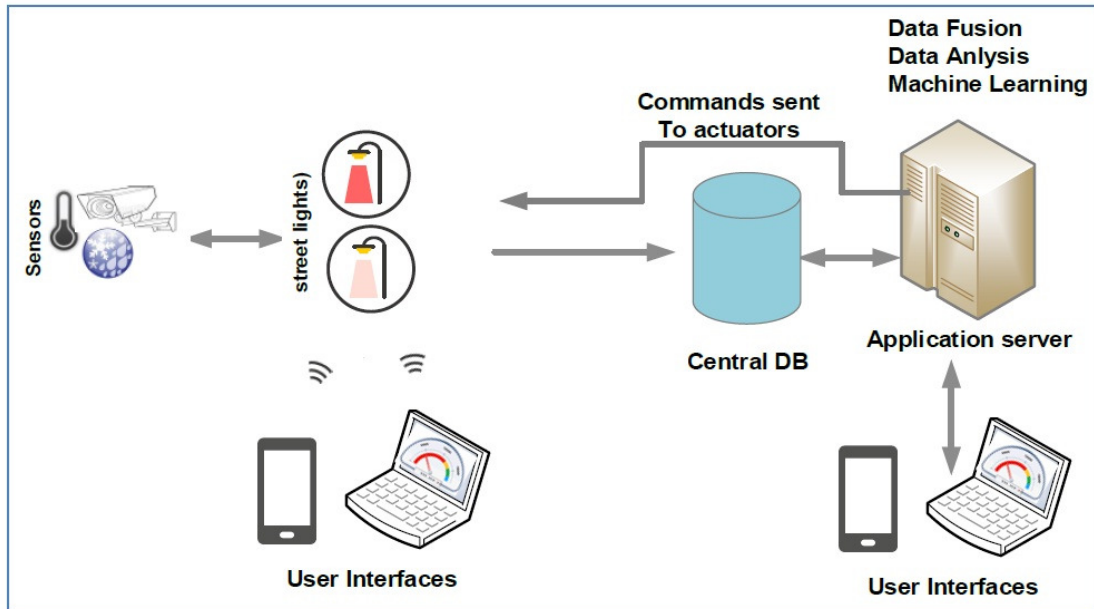 Data Fusion
Data Anlysis
Machine Learning
Commands sent
To actuators
Sensors
street lights)
Application server
Central DB
User Interfaces
User Interfaces